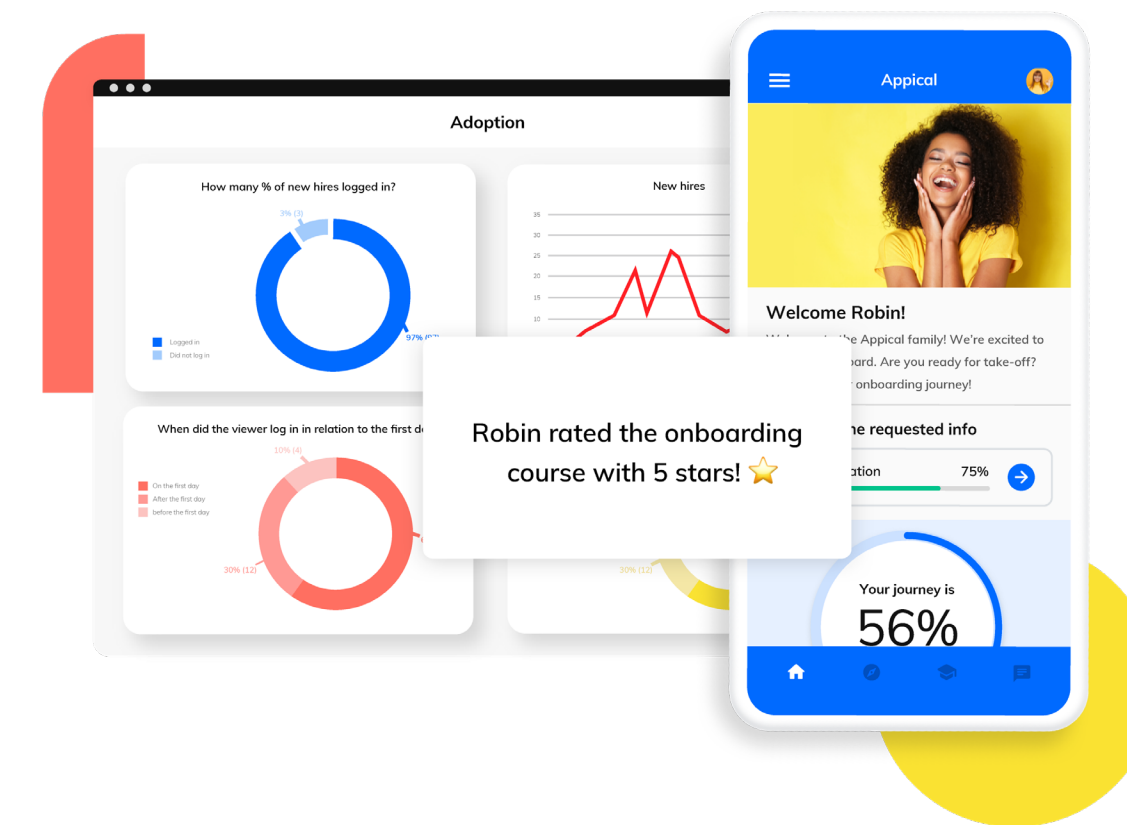 Adoption
How many % of new hires logged in?
3% (3)
97% (97)
Logged in
Did not log in
New hires
35
30
25
20
15
10
When did the viewer log in in relation to the first
10% (4)
On the first day
After the first day
before the first day
30% (12)
30% (12)
Robin rated the onboarding
course with 5 stars! ⭐
Appical
Welcome Robin!
the Appical family! We're excited to
Are you ready for take-off?
onboarding journey!
requested info
75%
Your journey is
56%